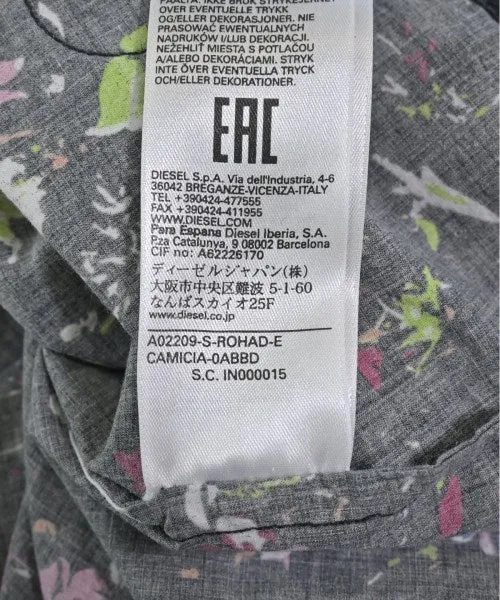 FAALTA. IKKE BRUK STRYKEJERNET
OVER EVENTUELLE TRYKK
OG/ELLER DEKORASJONER. NIE
PRASOWAĆ EWENTUALNYCH
NADRUKÓW I/LUB DEKORACJI.
NEŽEHLIŤ MIESTA S POTLAČOU
A/ALEBO DEKORÁCIAMI. STRYK
INTE ÖVER EVENTUELLA TRYCK
OCH/ELLER DEKORATIONER.
EAC
DIESEL S.p.A. Via dell'Industria, 4-6
36042 BREGANZE-VICENZA-ITALY
TEL +390424-477555
FAX +390424-411955
WWW.DIESEL.COM
Para Espana Diesel Iberia, S.A.
P.za Catalunya, 9 08002 Barcelona
CIF no: A62226170
ディーゼルジャパン(株)
大阪市中央区難波 5-1-60
なんばスカイオ25F
www.diesel.co.jp
A02209-S-ROHAD-E
CAMICIA-0ABBD
S.C. IN000015